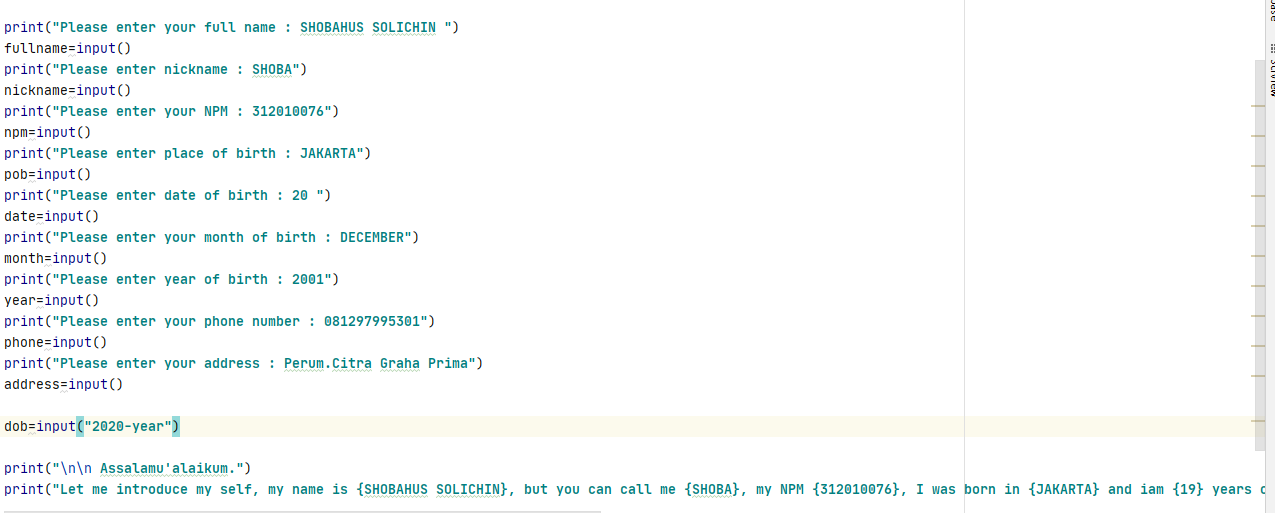 print("Please enter your full name : SHOBAHUS SOLICHIN ")
fullname=input()
print("Please enter nickname : SHOBA")
nickname=input()
print("Please enter your NPM : 312010076")
npm=input()
print("Please enter place of birth : JAKARTA")
pob=input()
print("Please enter date of birth : 20 ")
date=input()
print("Please enter your month of birth : DECEMBER")
month=input()
print("Please enter year of birth : 2001")
year=input()
print("Please enter your phone number : 081297995301")
phone=input()
print("Please enter your address : Perum.Citra Graha Prima")
address=input()
dob=input("2020-year")
print("\n\n Assalamu'alaikum.")
print("Let me introduce my self, my name is {SHOBAHUS SOLICHIN}, but you can call me {SHOBA}, my NPM {312010076}, I was born in {JAKARTA} and iam {19} years